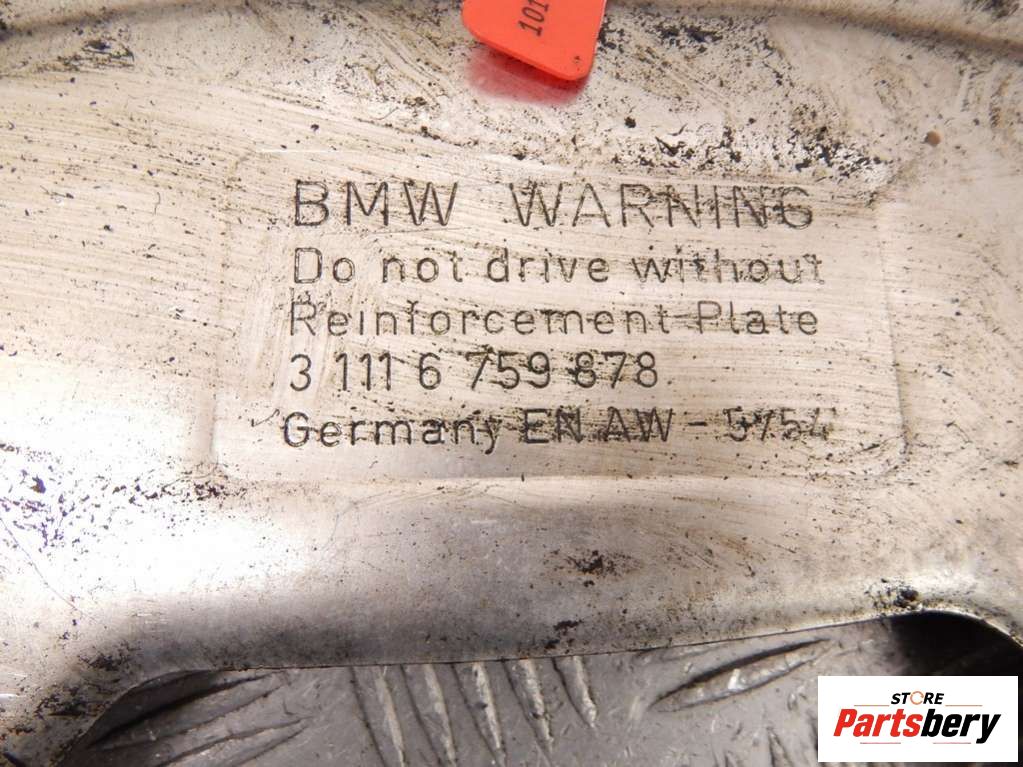 101
BMW WARNING
Do not drive without
Reinforcement Plate
3 111 6 759 878
Germany EN AW - 5754
STORE
Partsbery